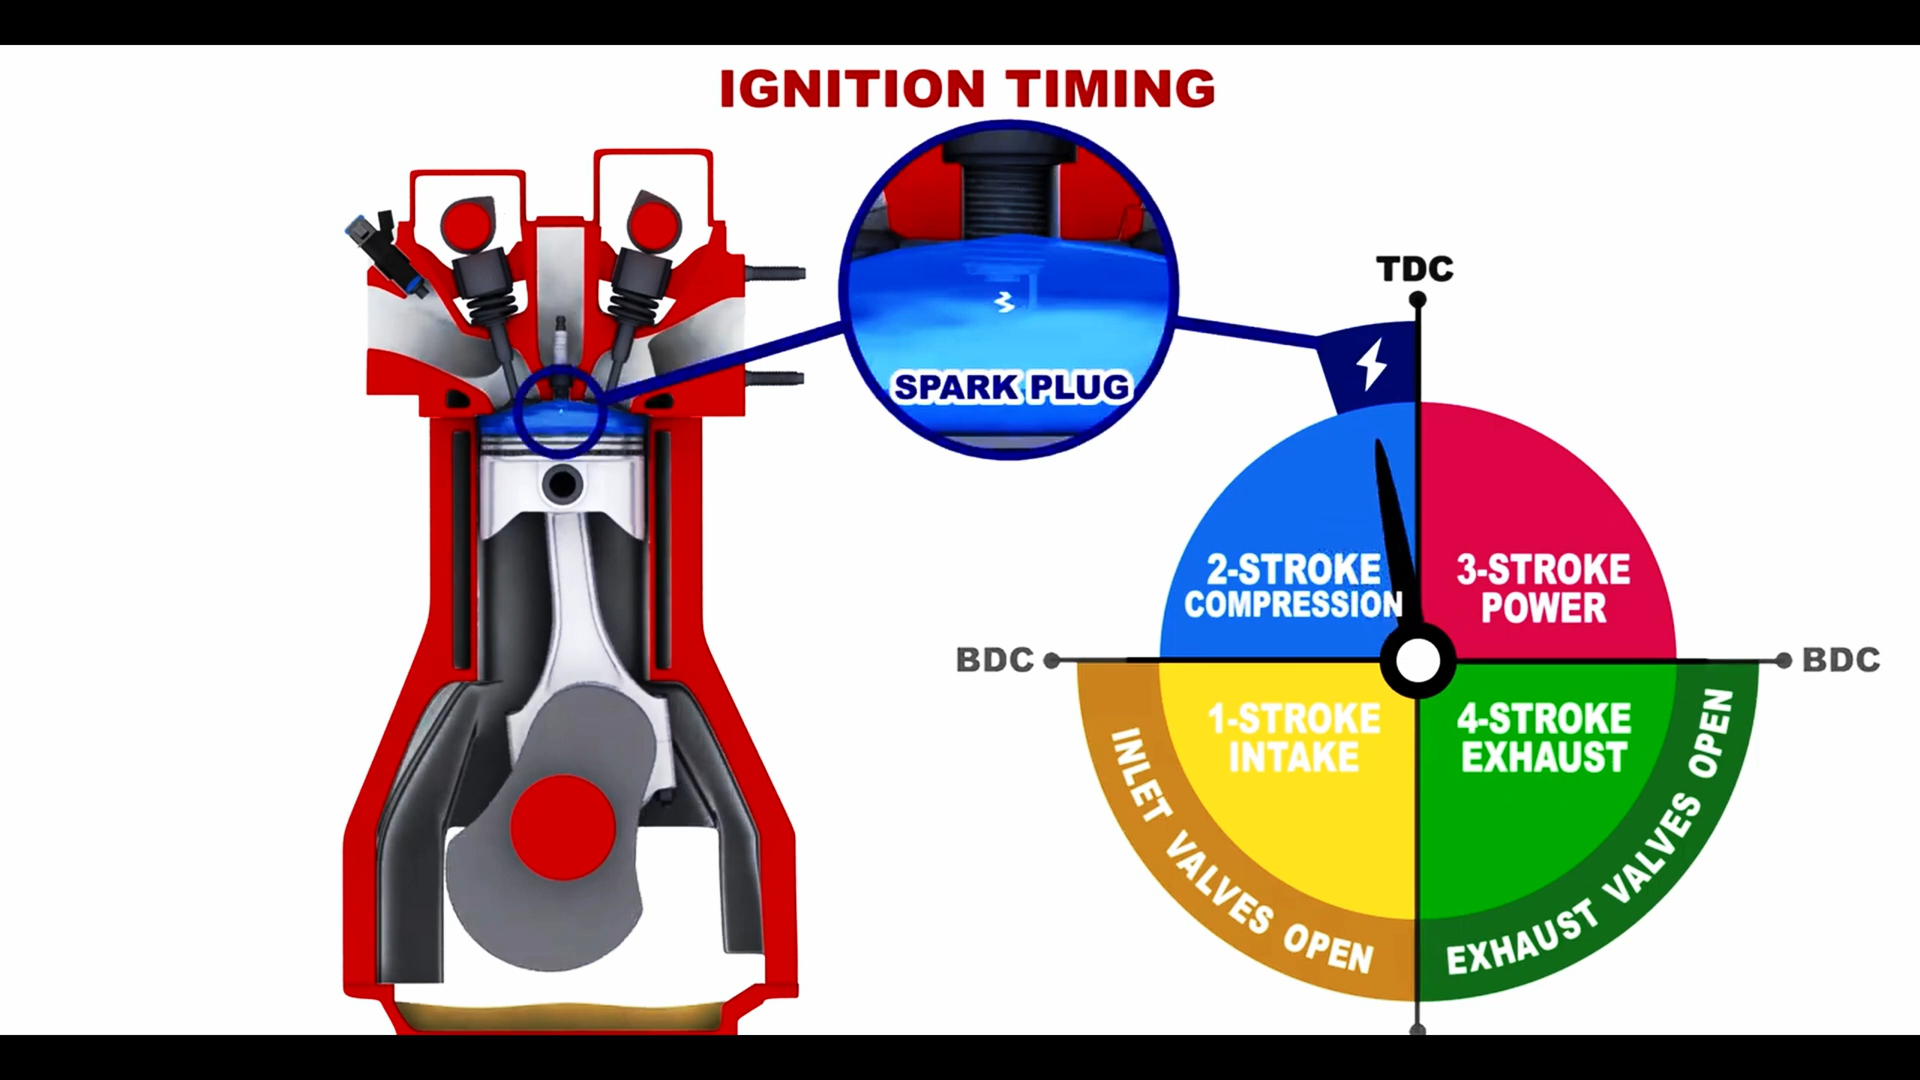 IGNITION TIMING
SPARK PLUG
TDC
2-STROKE
COMPRESSION
3-STROKE
POWER
BDC
BDC
1-STROKE
INTAKE
4-STROKE
EXHAUST
INLET VALVES OPEN
EXHAUST VALVES OPEN